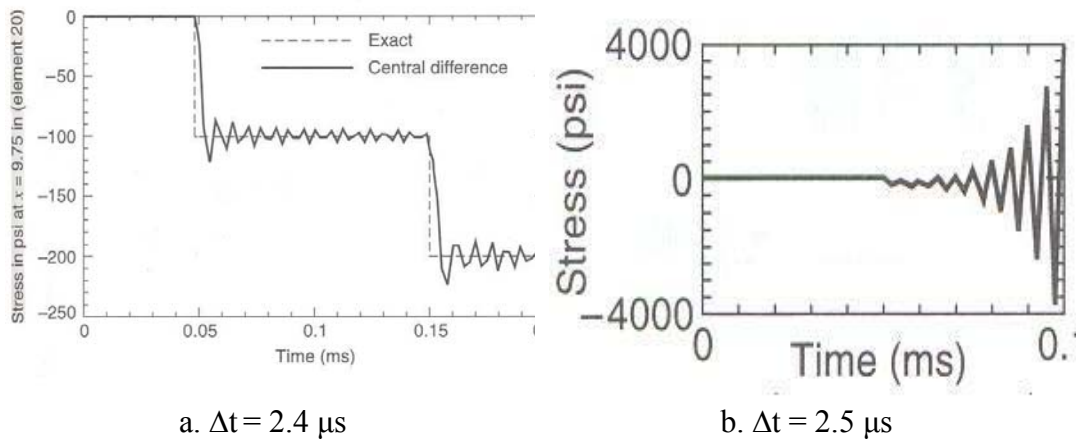 Stress in psi at x = 9.75 in (element 20)
0
−50
−100
−150
−200
−250
Exact
Central difference
0
0.05
0.1
0.15
Time (ms)
Stress (psi)
4000
0
−4000
0
Time (ms)
0.
a. Δt = 2.4 μs
b. Δt = 2.5 μs